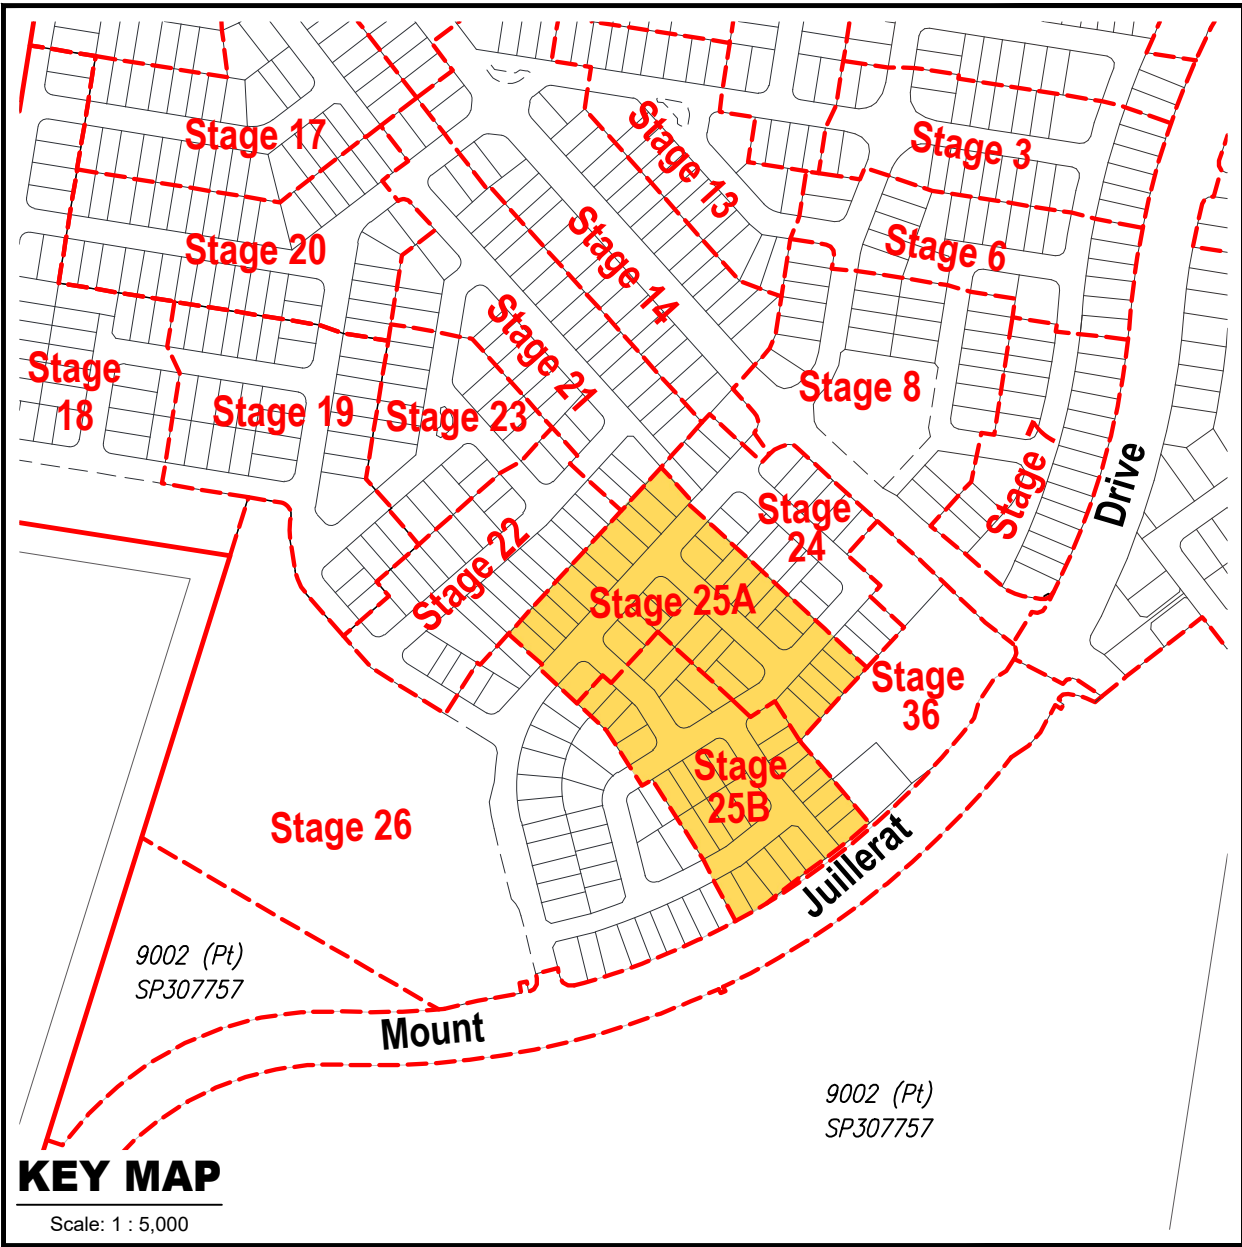 Stage 17
Stage 13
Stage 3
Stage 20
Stage 14
Stage 6
Stage
18
Stage 19
Stage 21
Stage 23
Stage 8
Stage 7
Drive
Stage
24
Stage 22
Stage 25A
Stage
36
Stage
25B
Stage 26
Juillerat
9002 (Pt)
SP307757
Mount
9002 (Pt)
SP307757
KEY MAP
Scale: 1 : 5,000